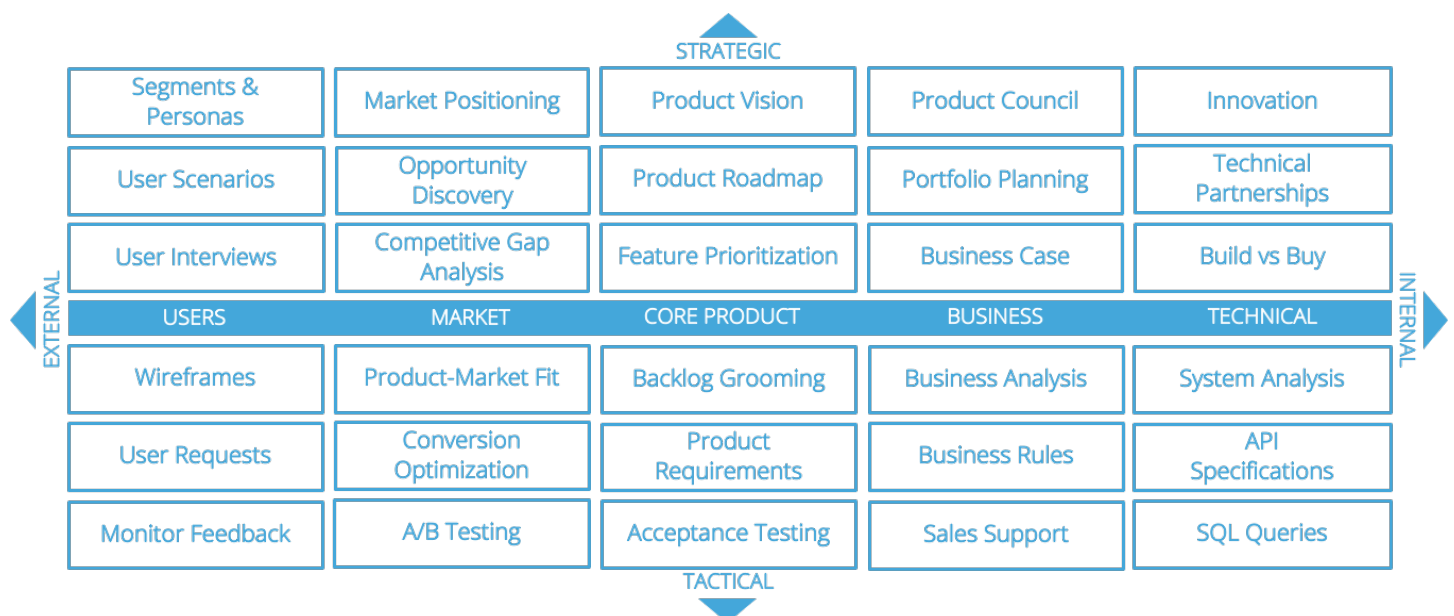 STRATEGIC
Segments &
Personas
Market Positioning
Product Vision
Product Council
Innovation
User Scenarios
Opportunity
Discovery
Product Roadmap
Portfolio Planning
Technical
Partnerships
User Interviews
Competitive Gap
Analysis
Feature Prioritization
Business Case
Build vs Buy
EXTERNAL
USERS
MARKET
CORE PRODUCT
BUSINESS
TECHNICAL
INTERNAL
Wireframes
Product-Market Fit
Backlog Grooming
Business Analysis
System Analysis
User Requests
Conversion
Optimization
Product
Requirements
Business Rules
API
Specifications
Monitor Feedback
A/B Testing
Acceptance Testing
Sales Support
SQL Queries
TACTICAL